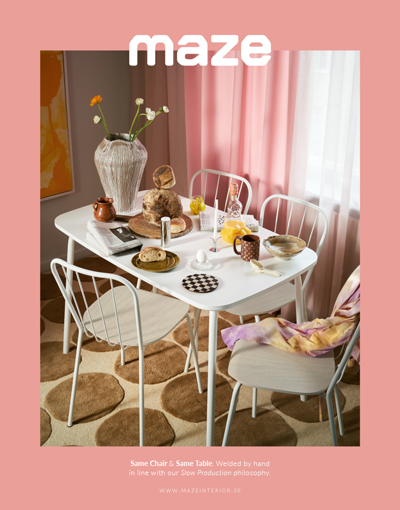 maze
Same Chair & Same Table. Welded by hand
in line with our Slow Production philosophy.
WWW.MAZEINTERIOR.SE